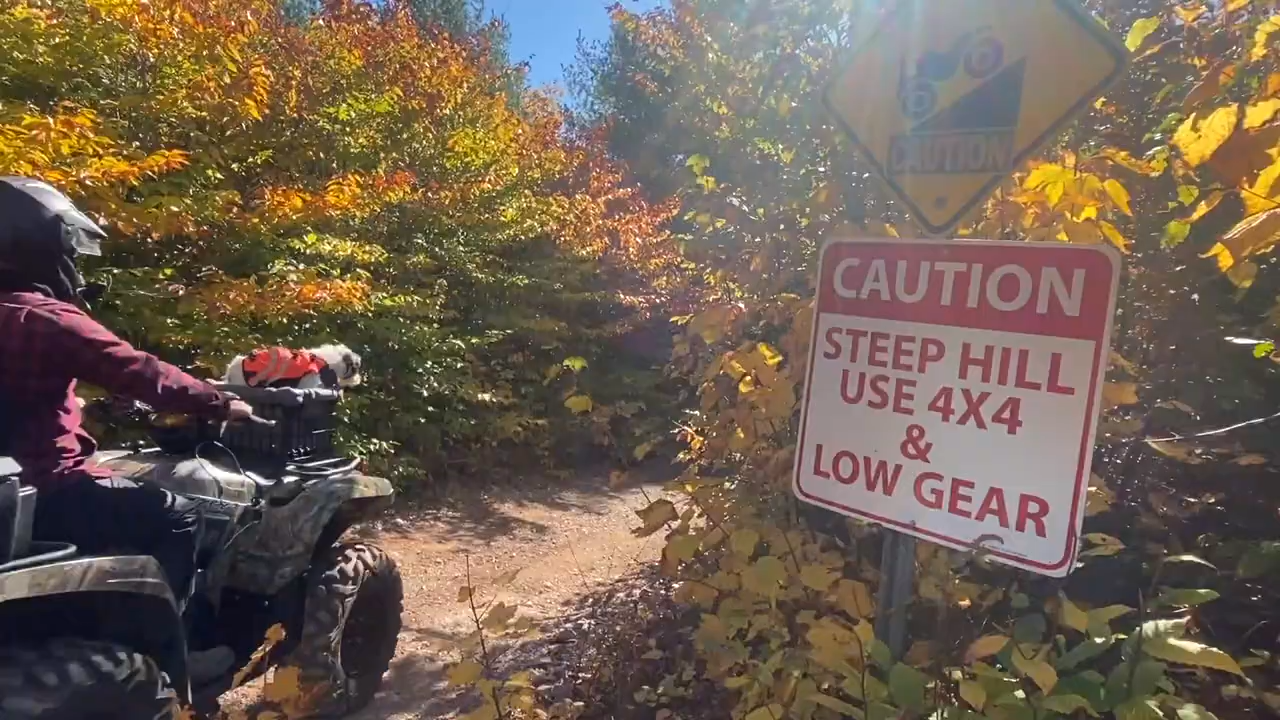 CAUTION
CAUTION
STEEP HILL
USE 4X4
&
LOW GEAR